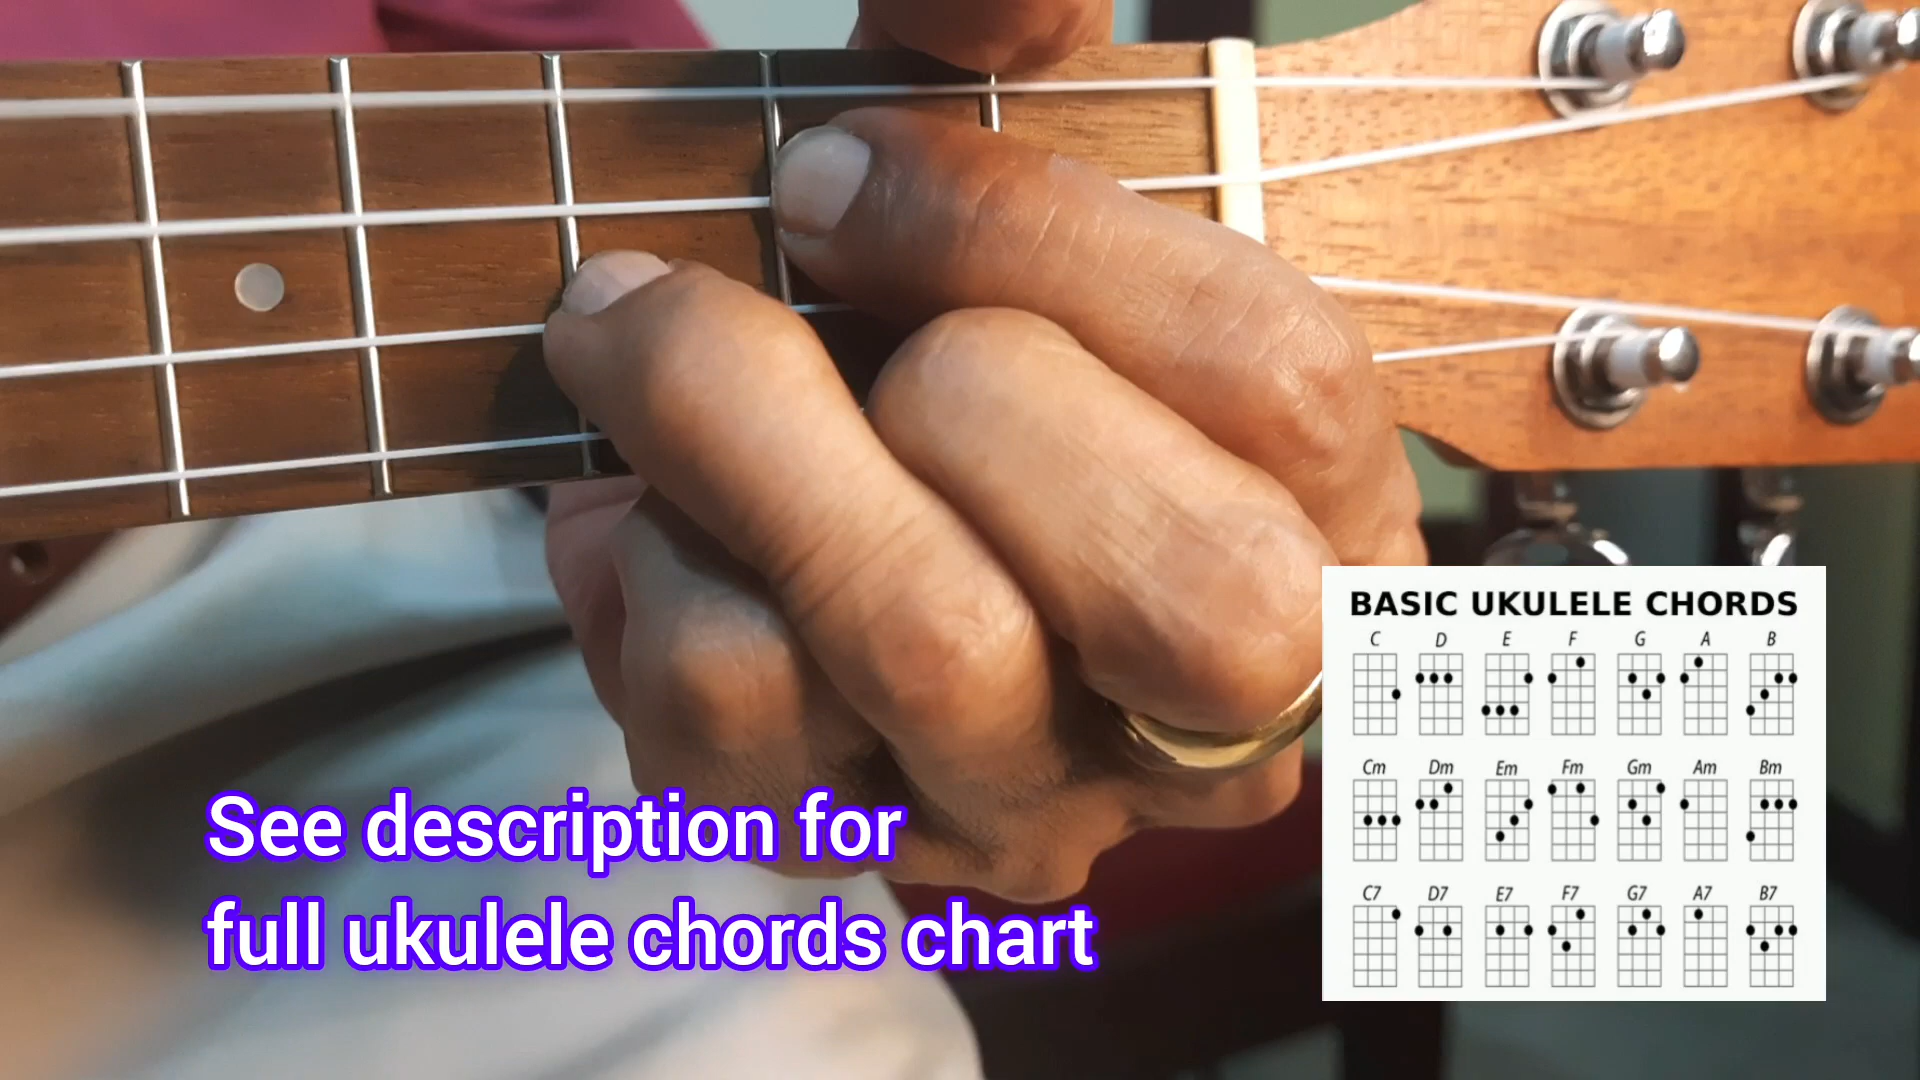 See description for
full ukulele chords chart
BASIC UKULELE CHORDS
C D E F G A B
Cm Dm Em Fm Gm Am Bm
C7 D7 E7 F7 G7 A7 B7